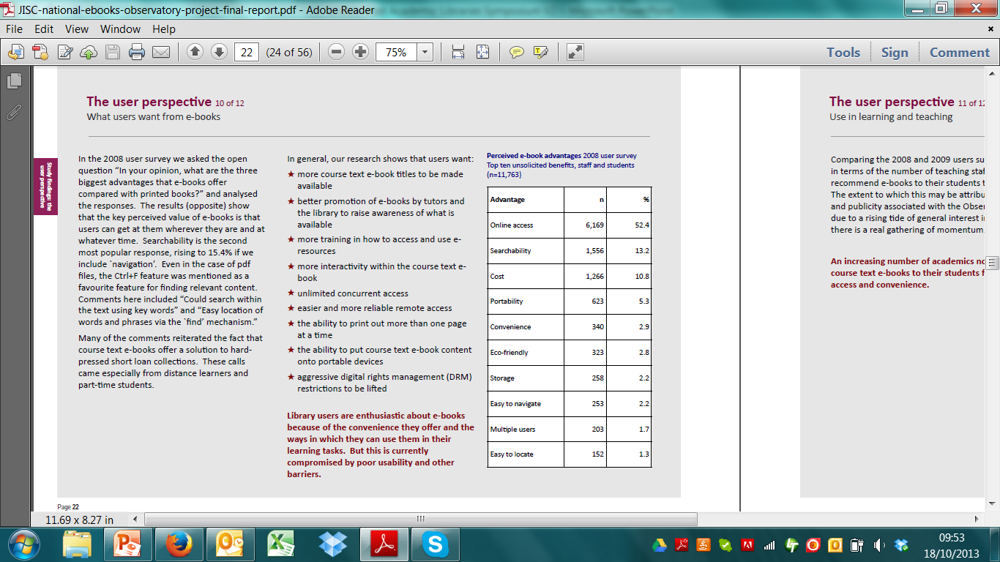 JISC-national-ebooks-observatory-project-final-report.pdf - Adobe Reader
File Edit View Window Help
22 (24 of 56) 75% Tools Sign Comment
The user perspective 10 of 12
What users want from e-books
Study findings: the
user perspective
In the 2008 user survey we asked the open
question “In your opinion, what are the three
biggest advantages that e-books offer
compared with printed books?” and analysed
the responses. The results (opposite) show
that the key perceived value of e-books is that
users can get at them wherever they are and at
whatever time. Searchability is the second
most popular response, rising to 15.4% if we
include `navigation’. Even in the case of pdf
files, the Ctrl+F feature was mentioned as a
favourite feature for finding relevant content.
Comments here included “Could search within
the text using key words” and “Easy location of
words and phrases via the `find’ mechanism.”
Many of the comments reiterated the fact that
course text e-books offer a solution to hard-
pressed short loan collections. These calls
came especially from distance learners and
part-time students.
In general, our research shows that users want:
★ more course text e-book titles to be made
available
★ better promotion of e-books by tutors and
the library to raise awareness of what is
available
★ more training in how to access and use e-
resources
★ more interactivity within the course text e-
book
★ unlimited concurrent access
★ easier and more reliable remote access
★ the ability to print out more than one page
at a time
★ the ability to put course text e-book content
onto portable devices
★ aggressive digital rights management (DRM)
restrictions to be lifted
Library users are enthusiastic about e-books
because of the convenience they offer and the
ways in which they can use them in their
learning tasks. But this is currently
compromised by poor usability and other
barriers.
Perceived e-book advantages 2008 user survey
Top ten unsolicited benefits, staff and students
(n=11,763)
Advantage n %
Online access 6,169 52.4
Searchability 1,556 13.2
Cost 1,266 10.8
Portability 623 5.3
Convenience 340 2.9
Eco-friendly 323 2.8
Storage 258 2.2
Easy to navigate 253 2.2
Multiple users 203 1.7
Easy to locate 152 1.3
Page 22
The user perspective 11 of 12
Use in learning and teaching
Comparing the 2008 and 2009 users su
in terms of the number of teaching staf
recommend e-books to their students t
The extent to which this may be attribu
and publicity associated with the Obser
due to a rising tide of general interest i
there is a real gathering of momentum.
An increasing number of academics no
course text e-books to their students f
access and convenience.
11.69 x 8.27 in
09:53
18/10/2013